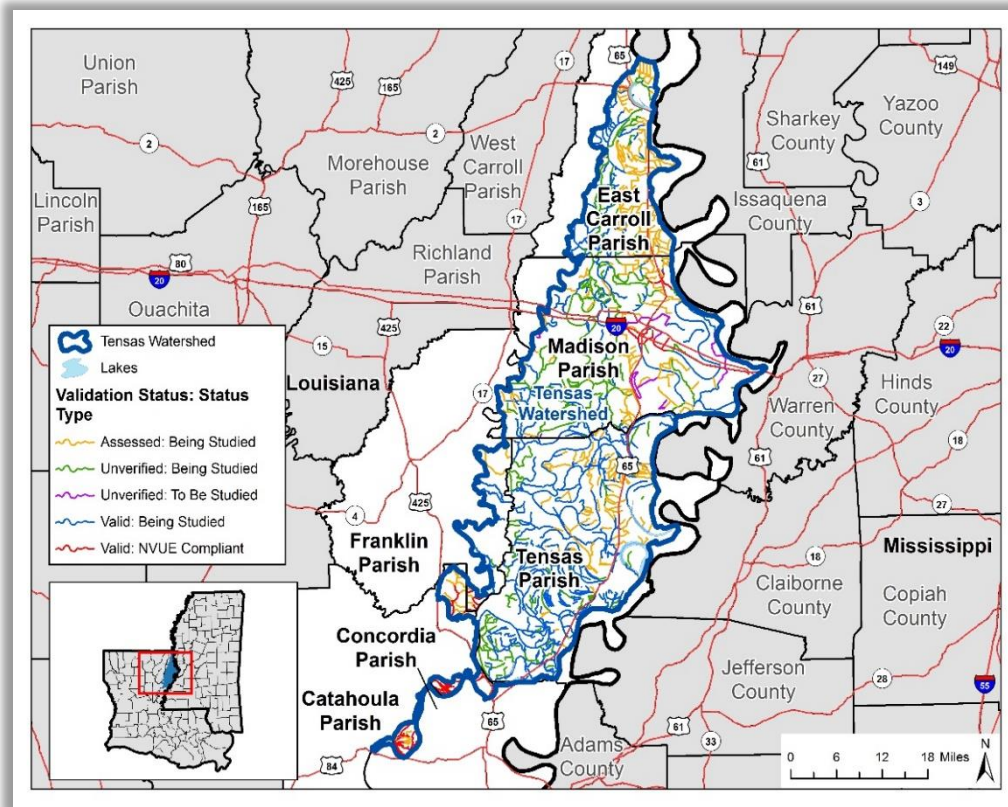 Union
Parish
425
165
17
65
149
2
2
West
Carroll
Parish
Sharkey
County
Yazoo
County
Morehouse
Parish
61
Lincoln
Parish
165
East
Carroll
Parish
Issaquena
County
3
17
Richland
Parish
80
20
Ouachita
61
425
20
22
20
15
Madison
Parish
27
Hinds
County
Tensas Watershed
Lakes
Validation Status: Status
Type
Assessed: Being Studied
Unverified: Being Studied
Unverified: To Be Studied
Valid: Being Studied
Valid: NVUE Compliant
Louisiana
17
Tensas
Watershed
Warren
County
18
65
61
425
27
4
Franklin
Parish
Tensas
Parish
18
Mississippi
Claiborne
County
Copiah
County
Concordia
Parish
Jefferson
County
28
55
Catahoula
Parish
65
61
33
84
Adams
County
N
0 6 12 18 Miles